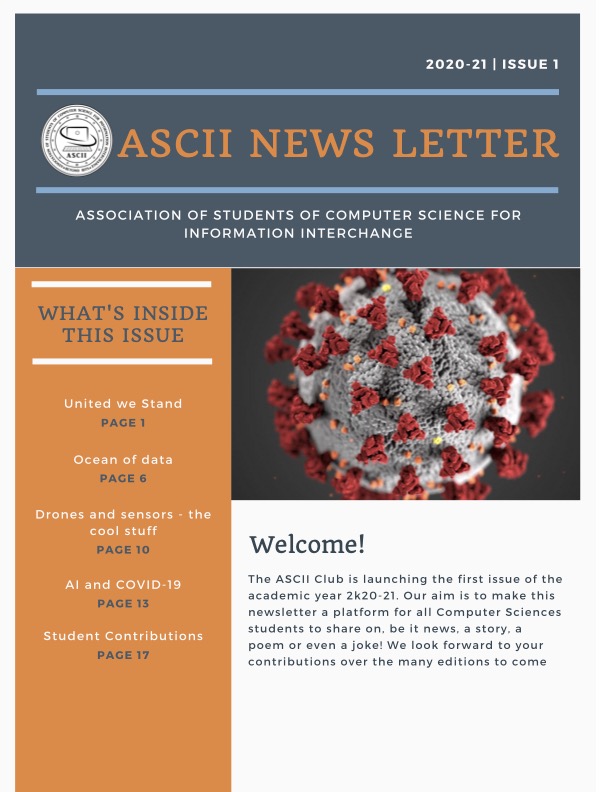 2020-21 | ISSUE 1
ASCII
ASCII NEWS LETTER
ASSOCIATION OF STUDENTS OF COMPUTER SCIENCE FOR
INFORMATION INTERCHANGE
WHAT'S INSIDE
THIS ISSUE
United we Stand
PAGE 1
Ocean of data
PAGE 6
Drones and sensors - the
cool stuff
PAGE 10
AI and COVID-19
PAGE 13
Student Contributions
PAGE 17
Welcome!
The ASCII Club is launching the first issue of the
academic year 2k20-21. Our aim is to make this
newsletter a platform for all Computer Sciences
students to share on, be it news, a story, a
poem or even a joke! We look forward to your
contributions over the many editions to come